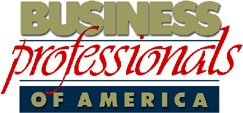 BUSINESS
professionals
OF AMERICA